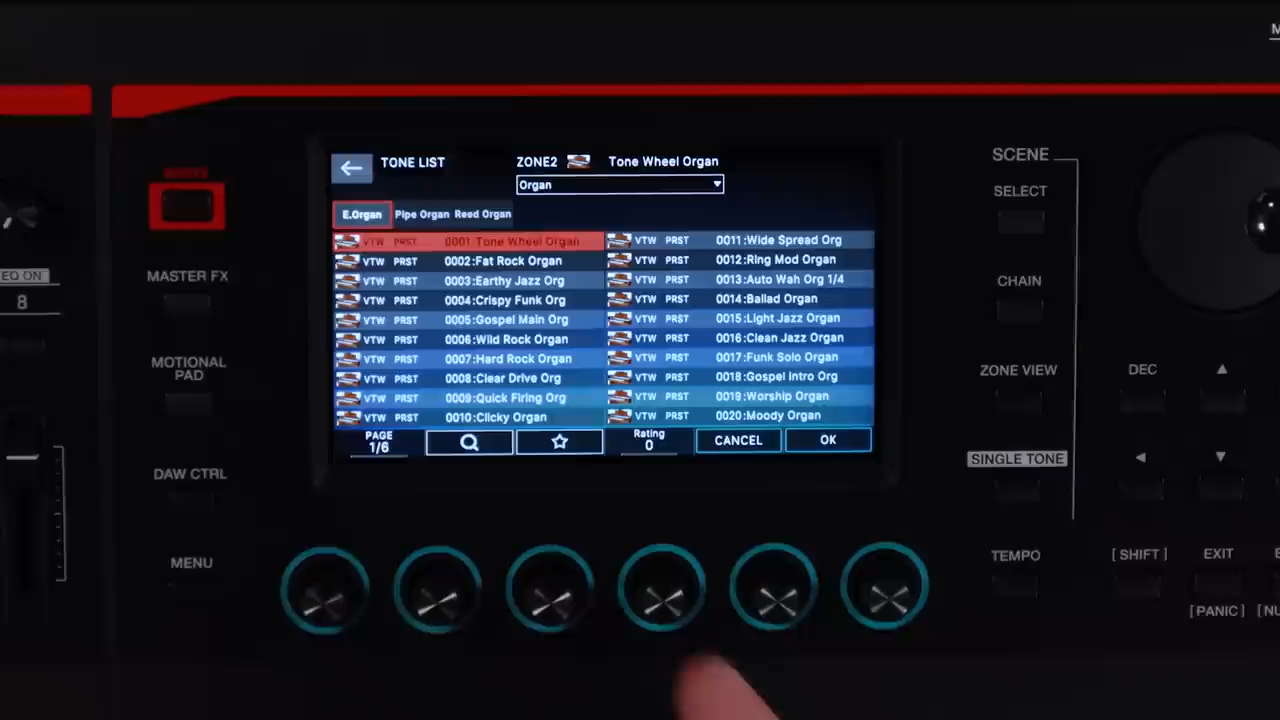 TONE LIST
ZONE2 Tone Wheel Organ
Organ
E.Organ Pipe Organ Reed Organ
VTW PRST 0001:Tone Wheel Organ
VTW PRST 0002:Fat Rock Organ
VTW PRST 0003:Earthy Jazz Org
VTW PRST 0004:Crispy Funk Org
VTW PRST 0005:Gospel Main Org
VTW PRST 0006:Wild Rock Organ
VTW PRST 0007:Hard Rock Organ
VTW PRST 0008:Clear Drive Org
VTW PRST 0009:Quick Firing Org
VTW PRST 0010:Clicky Organ
VTW PRST 0011:Wide Spread Org
VTW PRST 0012:Ring Mod Organ
VTW PRST 0013:Auto Wah Org 1/4
VTW PRST 0014:Ballad Organ
VTW PRST 0015:Light Jazz Organ
VTW PRST 0016:Clean Jazz Organ
VTW PRST 0017:Funk Solo Organ
VTW PRST 0018:Gospel Intro Org
VTW PRST 0019:Worship Organ
VTW PRST 0020:Moody Organ
PAGE
1/6
Rating
0
CANCEL
OK
EQ ON
8
MASTER FX
MOTIONAL
PAD
DAW CTRL
MENU
SCENE
SELECT
CHAIN
ZONE VIEW
SINGLE TONE
TEMPO
DEC
[SHIFT]
EXIT
[PANIC]